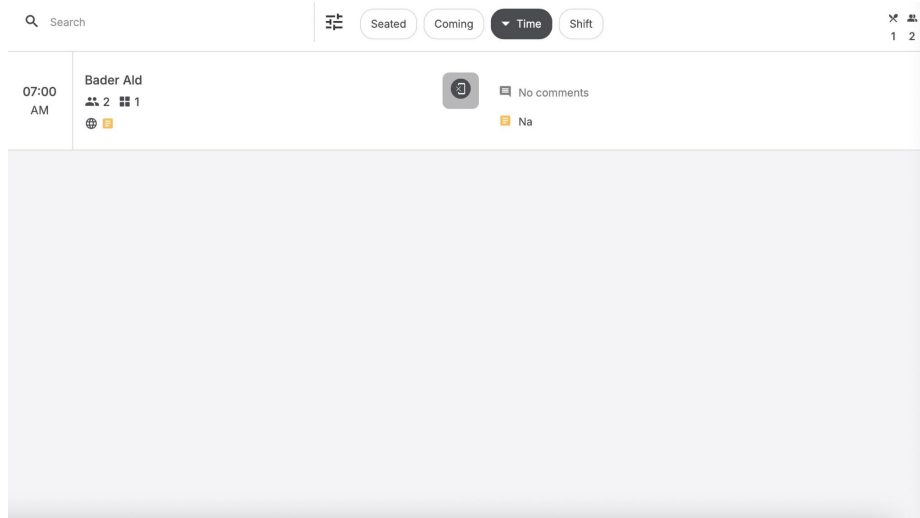 Search
Seated
Coming
Time
Shift
1 2
07:00
AM
Bader Ald
2 1
No comments
Na